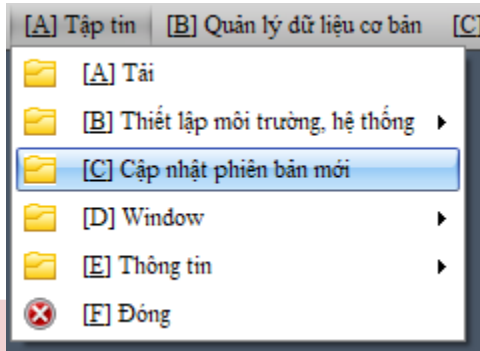 [A] Tập tin [B] Quản lý dữ liệu cơ bản [C]
[A] Tải
[B] Thiết lập môi trường, hệ thống
[C] Cập nhật phiên bản mới
[D] Window
[E] Thông tin
[F] Đóng